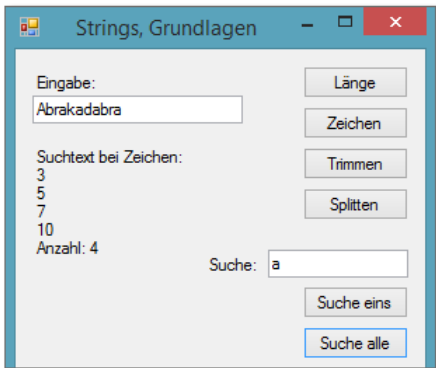 Strings, Grundlagen
Eingabe:
Abrakadabra
Länge
Zeichen
Trimmen
Splitten
Suchtext bei Zeichen:
3
5
7
10
Anzahl: 4
Suche: a
Suche eins
Suche alle